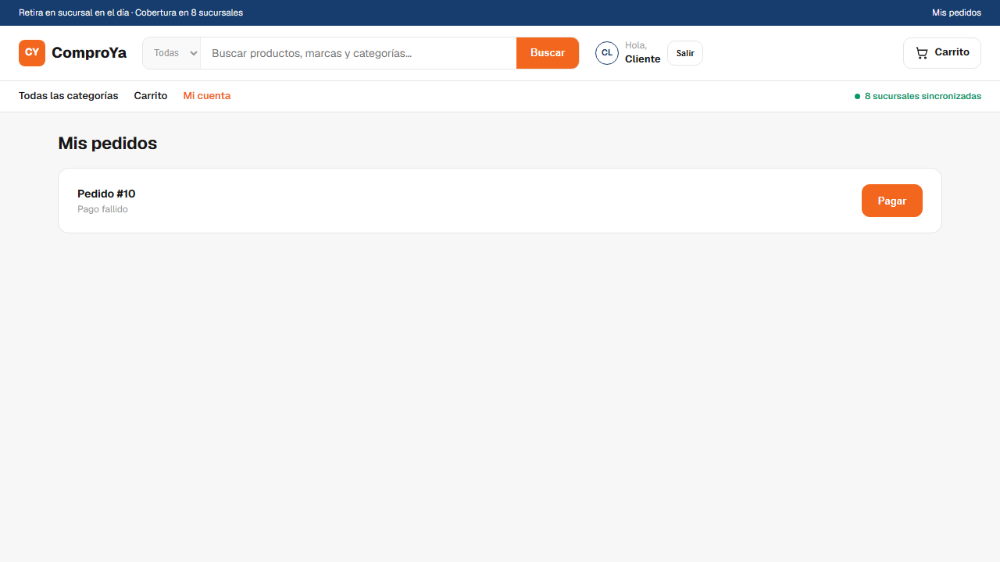 Retira en sucursal en el día · Cobertura en 8 sucursales
Mis pedidos
CY
ComproYa
Todas
Buscar productos, marcas y categorías...
Buscar
CL
Hola,
Cliente
Salir
Carrito
Todas las categorías
Carrito
Mi cuenta
8 sucursales sincronizadas
Mis pedidos
Pedido #10
Pago fallido
Pagar